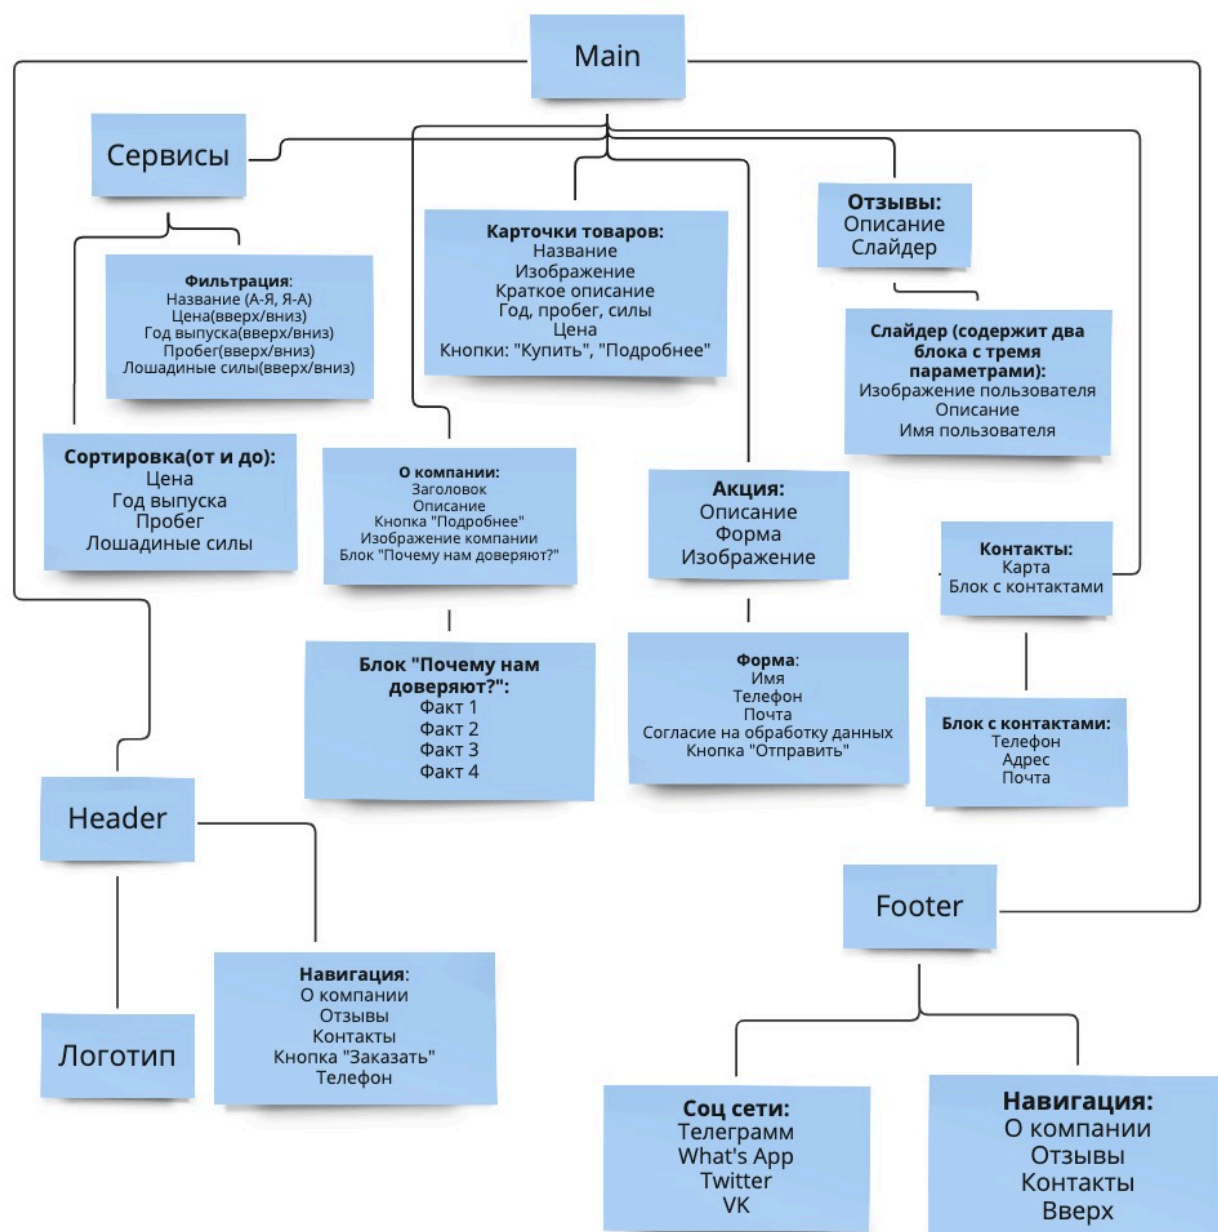 Main
Сервисы
Фильтрация:
Название (А-Я, Я-А)
Цена(вверх/вниз)
Год выпуска(вверх/вниз)
Пробег(вверх/вниз)
Лошадиные силы(вверх/вниз)
Сортировка(от и до):
Цена
Год выпуска
Пробег
Лошадиные силы
Карточки товаров:
Название
Изображение
Краткое описание
Год, пробег, силы
Цена
Кнопки: "Купить", "Подробнее"
Отзывы:
Описание
Слайдер
Слайдер (содержит два
блока с тремя
параметрами):
Изображение пользователя
Описание
Имя пользователя
О компании:
Заголовок
Описание
Кнопка "Подробнее"
Изображение компании
Блок "Почему нам доверяют?"
Акция:
Описание
Форма
Изображение
Контакты:
Карта
Блок с контактами
Блок "Почему нам
доверяют?":
Факт 1
Факт 2
Факт 3
Факт 4
Форма:
Имя
Телефон
Почта
Согласие на обработку данных
Кнопка "Отправить"
Блок с контактами:
Телефон
Адрес
Почта
Header
Логотип
Навигация:
О компании
Отзывы
Контакты
Кнопка "Заказать"
Телефон
Footer
Соц сети:
Телеграмм
What's App
Twitter
VK
Навигация:
О компании
Отзывы
Контакты
Вверх